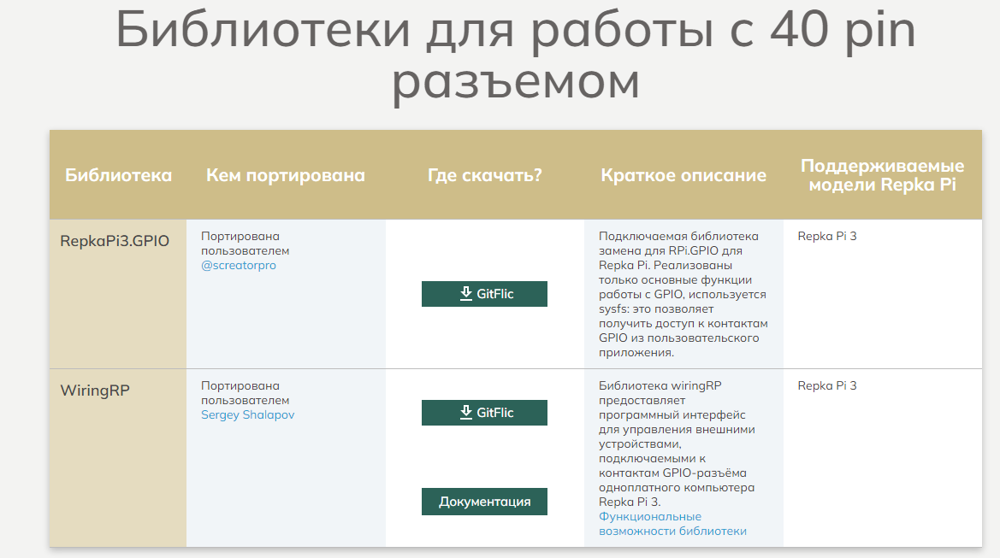 Библиотеки для работы с 40 pin
разъемом
Библиотека
Кем портирована
Где скачать?
Краткое описание
Поддерживаемые
модели Repka Pi
RepkaPi3.GPIO
Портирована
пользователем
@screatorpro
GitFlic
Подключаемая библиотека
замена для RPi.GPIO для
Repka Pi. Реализованы
только основные функции
работы с GPIO, используется
sysfs: это позволяет
получить доступ к контактам
GPIO из пользовательского
приложения.
Repka Pi 3
WiringRP
Портирована
пользователем
Sergey Shalapov
GitFlic
Документация
Библиотека wiringRP
предоставляет
программный интерфейс
для управления внешними
устройствами,
подключаемыми к
контактам GPIO-разъёма
одноплатного компьютера
Repka Pi 3.
Функциональные
возможности библиотеки
Repka Pi 3